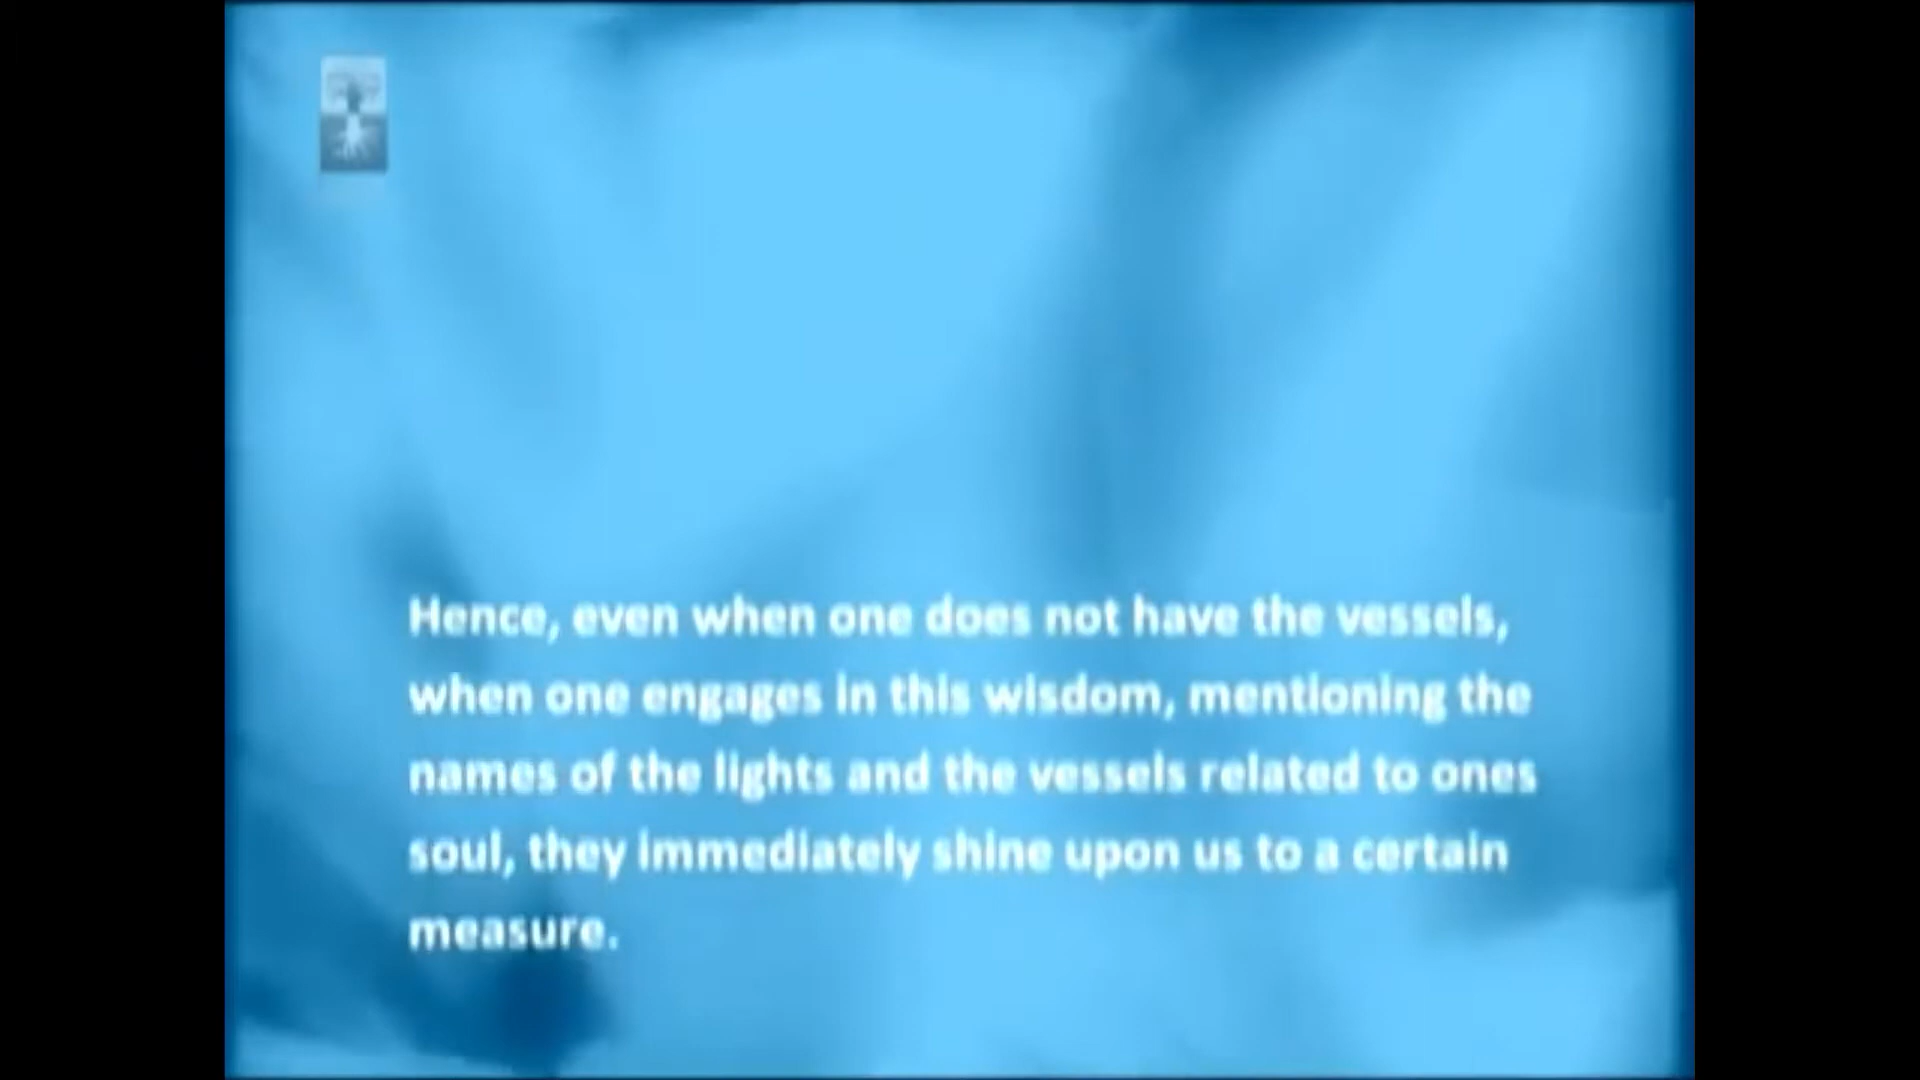 Hence, even when one does not have the vessels,
when one engages in this wisdom, mentioning the
names of the lights and the vessels related to ones
soul, they immediately shine upon us to a certain
measure.